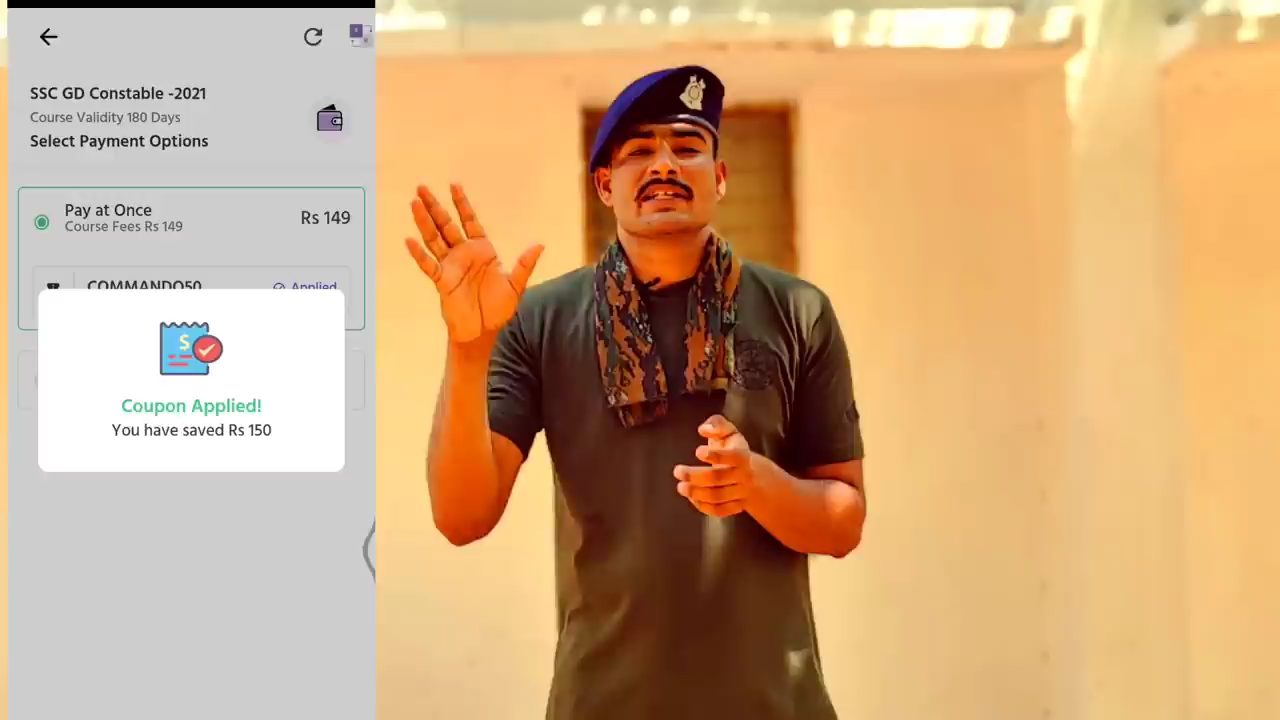 SSC GD Constable -2021
Course Validity 180 Days
Select Payment Options
Pay at Once
Rs 149
Course Fees Rs 149
COMMANDO50
Applied
$
Coupon Applied!
You have saved Rs 150